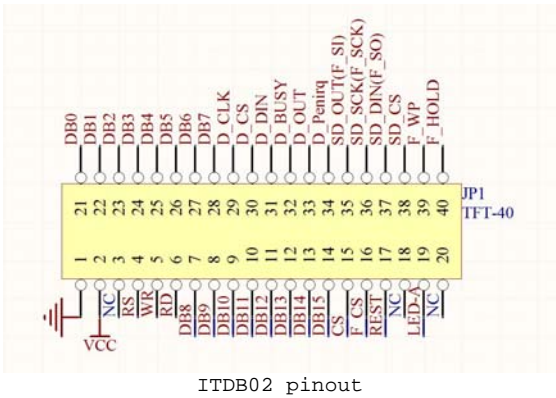 DB0
DB1
DB2
DB3
DB4
DB5
DB6
DB7
D_CLK
D_CS
D_DIN
D_BUSY
D_OUT
D_Penirq
SD_OUT(F_SI)
SD_SCK(F_SCK)
SD_DIN(F_SO)
SD_CS
F_WP
F_HOLD
21
22
23
24
25
26
27
28
29
30
31
32
33
34
35
36
37
38
39
40
JP1
TFT-40
1
2
3
4
5
6
7
8
9
10
11
12
13
14
15
16
17
18
19
20
VCC
NC
RS
WR
RD
DB8
DB9
DB10
DB11
DB12
DB13
DB14
DB15
CS
F_CS
REST
NC
LED-A
NC
ITDB02 pinout